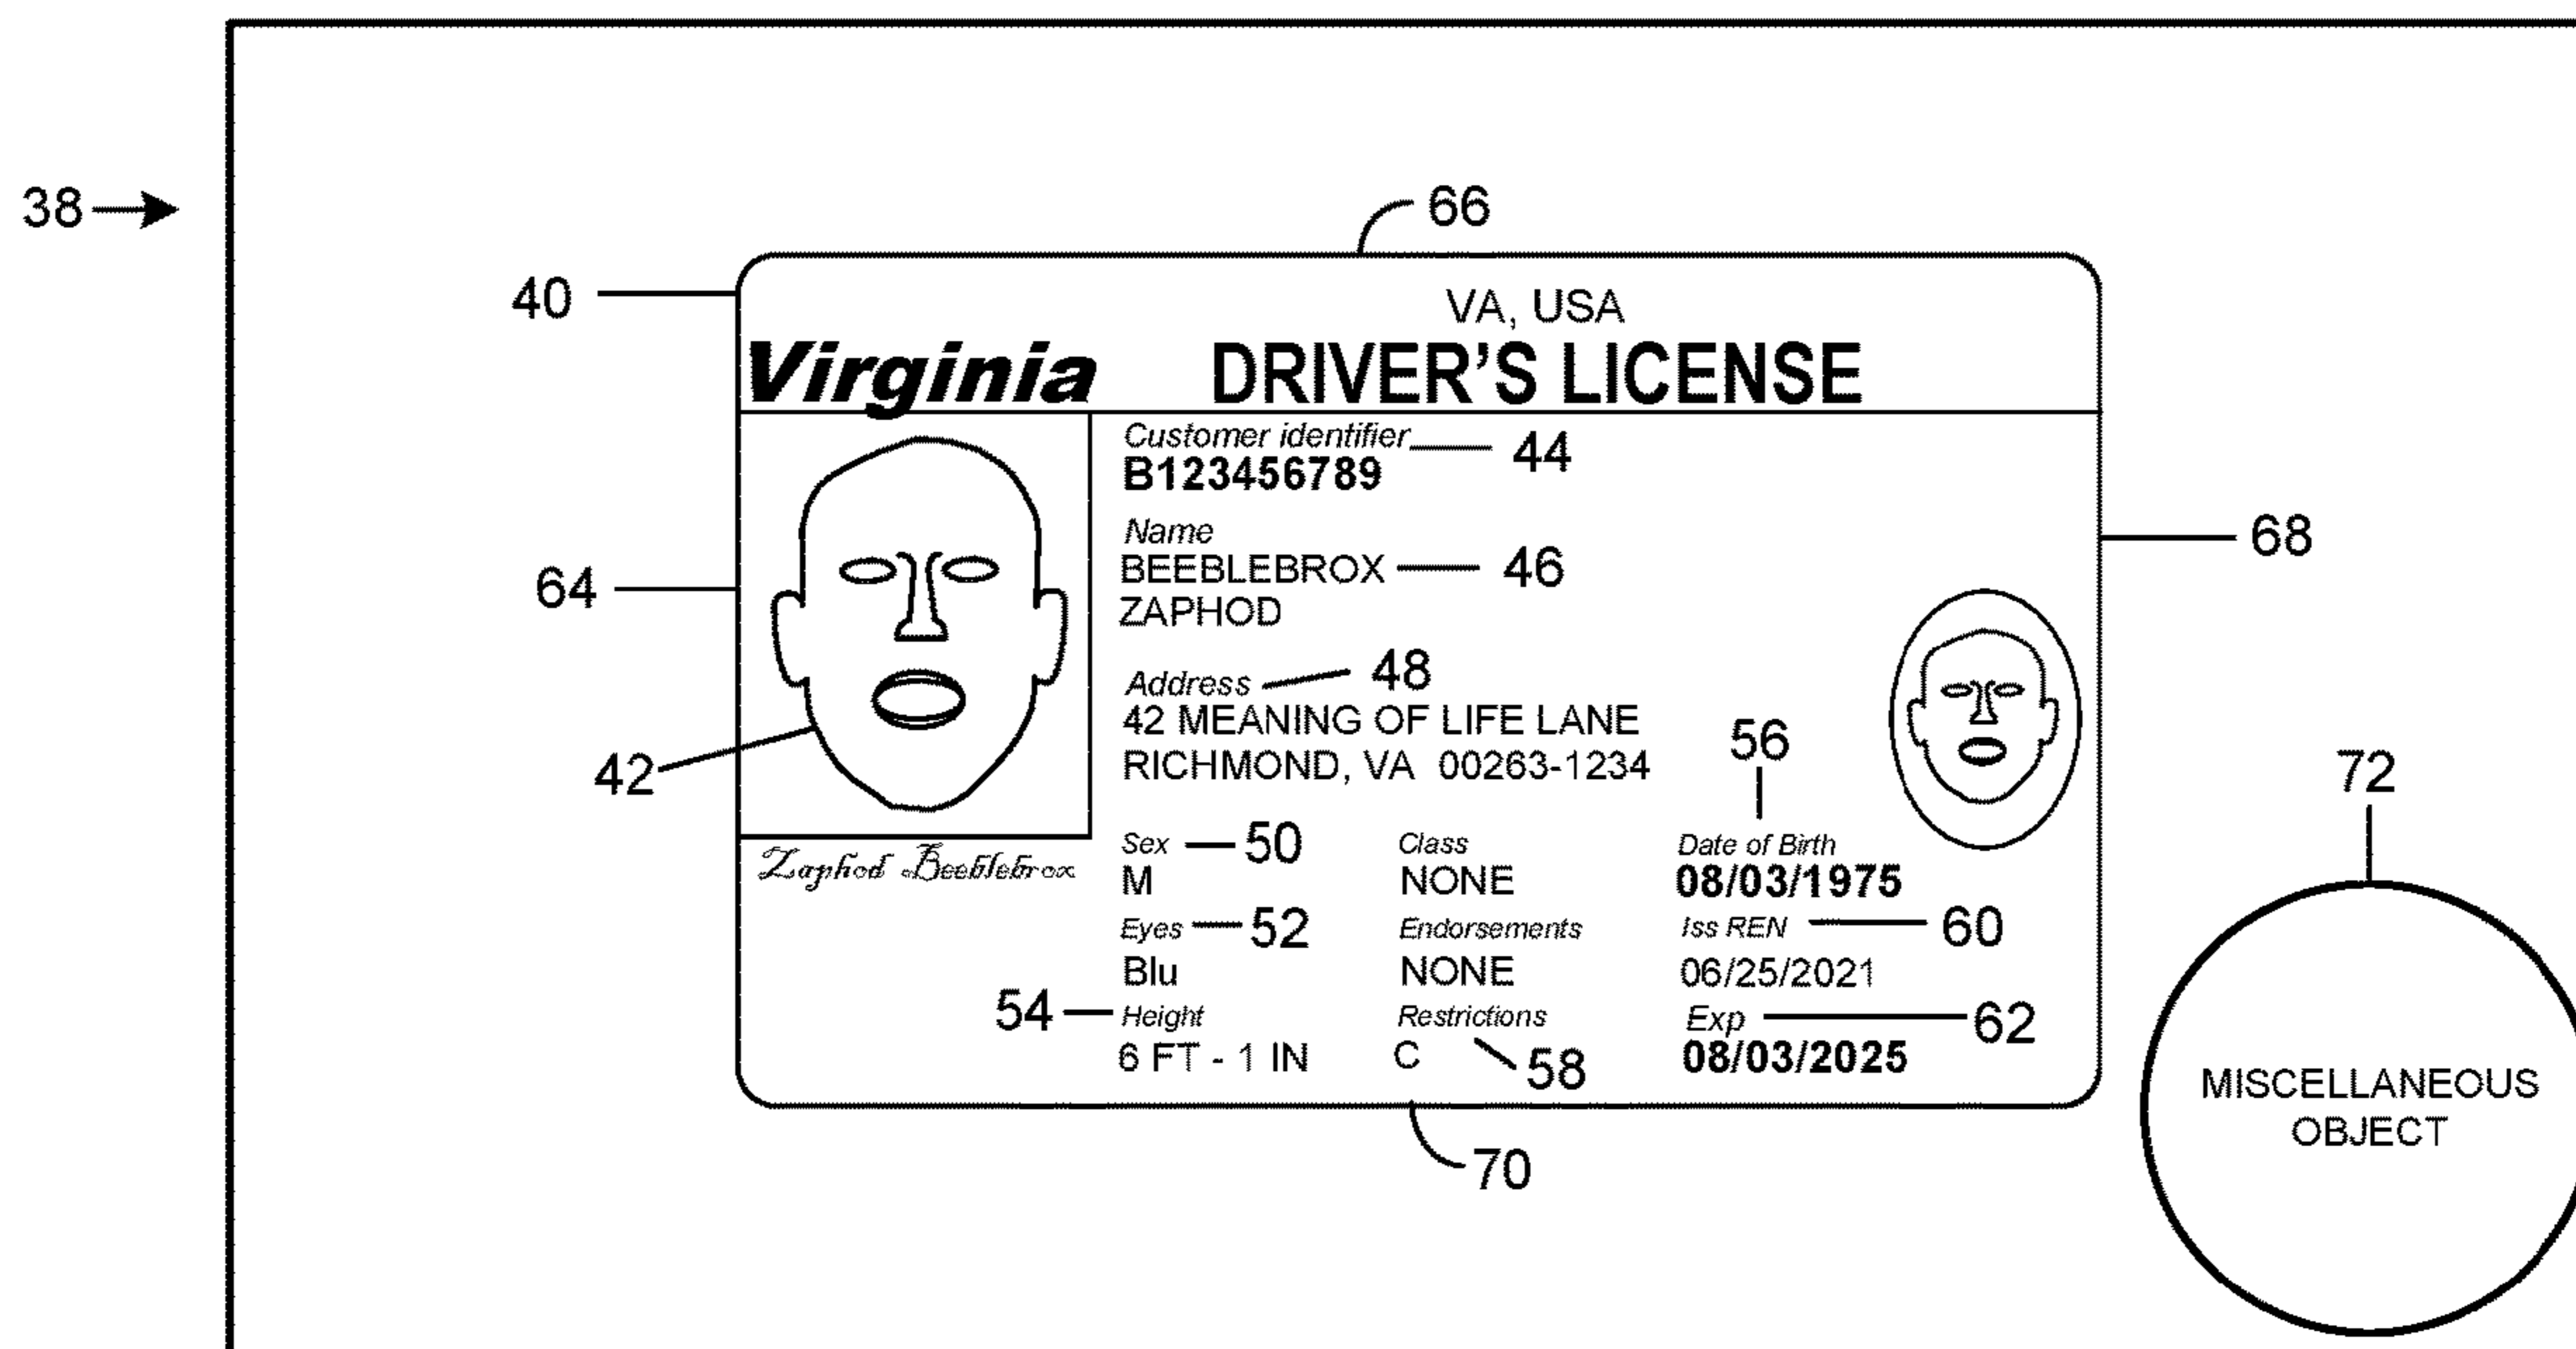 38
66
40
VA, USA
Virginia DRIVER'S LICENSE
Customer identifier 44
B123456789
Name
BEEBLEBROX 46
ZAPHOD
68
64
Address 48
42 MEANING OF LIFE LANE
RICHMOND, VA 00263-1234
56
42
72
Sex 50 Class Date of Birth
Zaphod Beeblebrox
M NONE 08/03/1975
Eyes 52 Endorsements Iss REN 60
Blu NONE 06/25/2021
54 Height Restrictions Exp 62
6 FT - 1 IN C 58 08/03/2025
MISCELLANEOUS
OBJECT
70